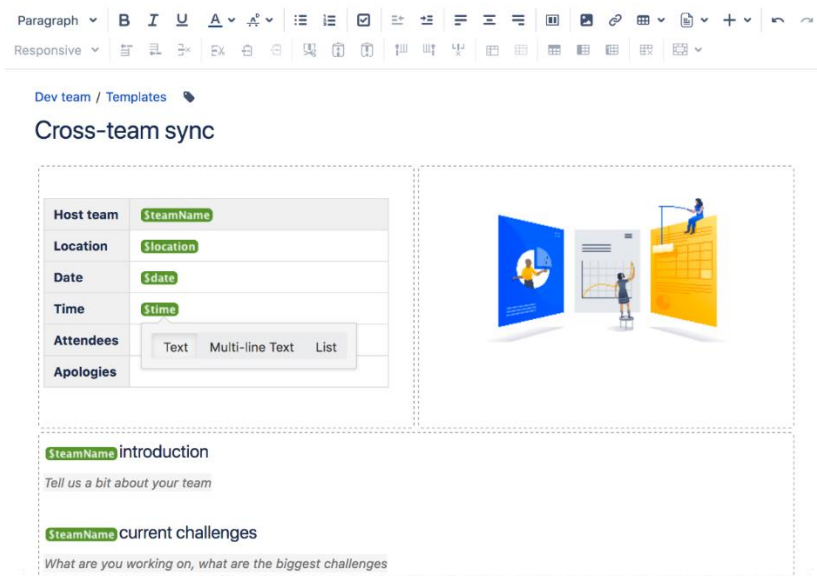 Paragraph B I U A
Responsive
Dev team / Templates
Cross-team sync
Host team $teamName
Location $location
Date $date
Time $time
Attendees
Text Multi-line Text List
Apologies
$teamName introduction
Tell us a bit about your team
$teamName current challenges
What are you working on, what are the biggest challenges